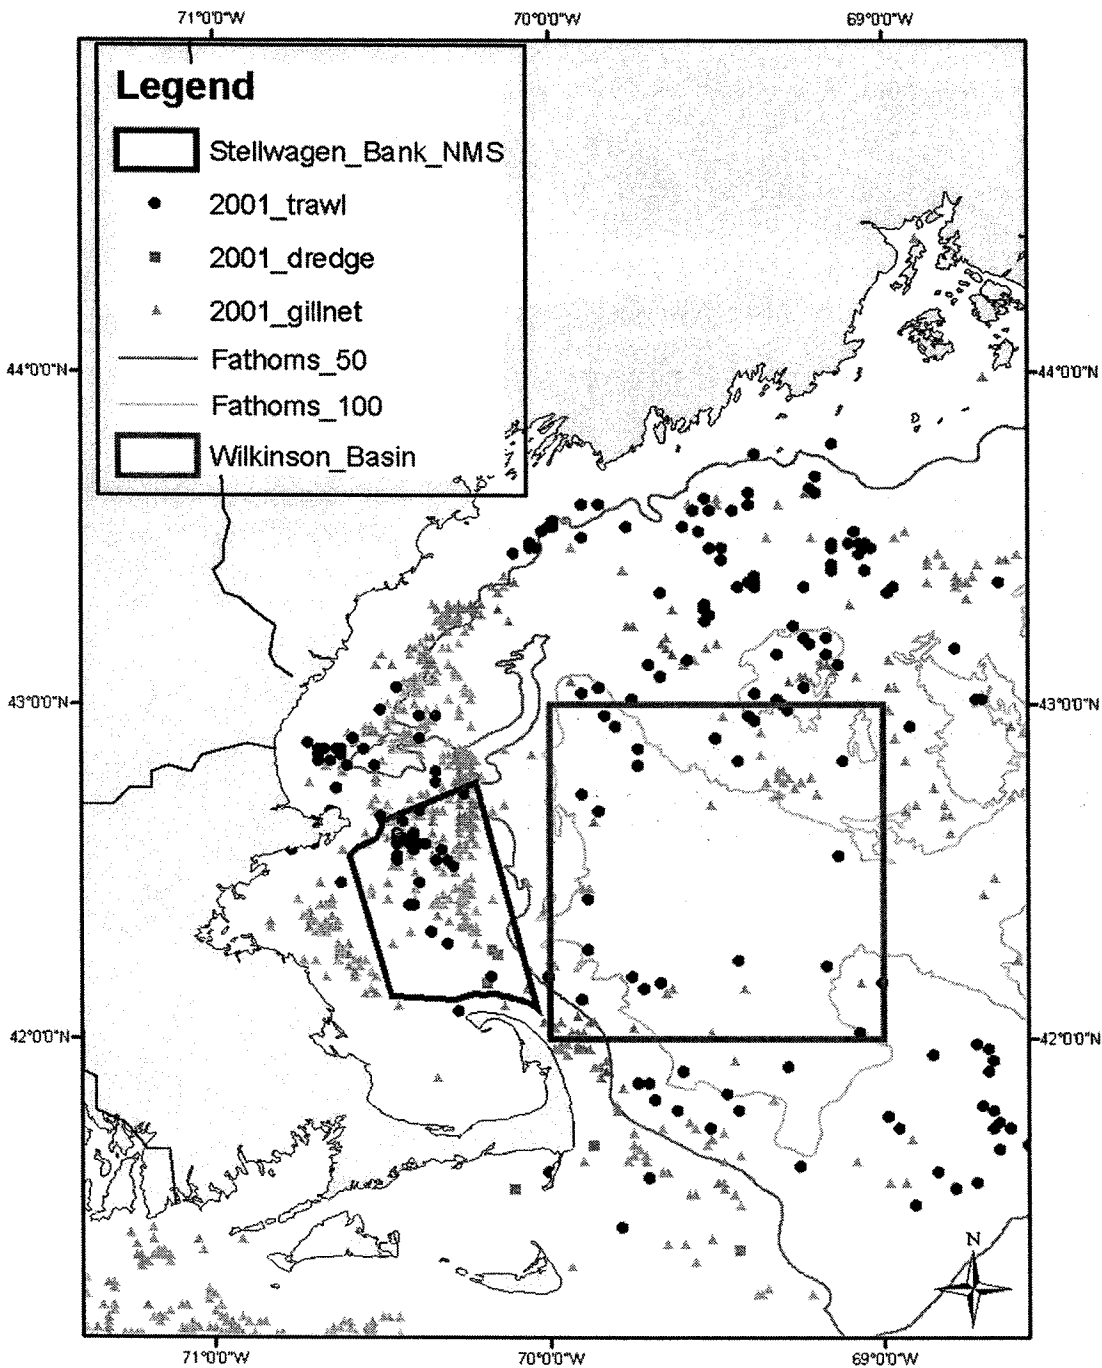 71°0'0"W 70°0'0"W 69°0'0"W
Legend
Stellwagen_Bank_NMS
2001_trawl
2001_dredge
2001_gillnet
Fathoms_50
Fathoms_100
Wilkinson_Basin
44°0'0"N 44°0'0"N
43°0'0"N 43°0'0"N
42°0'0"N 42°0'0"N
N
71°0'0"W 70°0'0"W 69°0'0"W